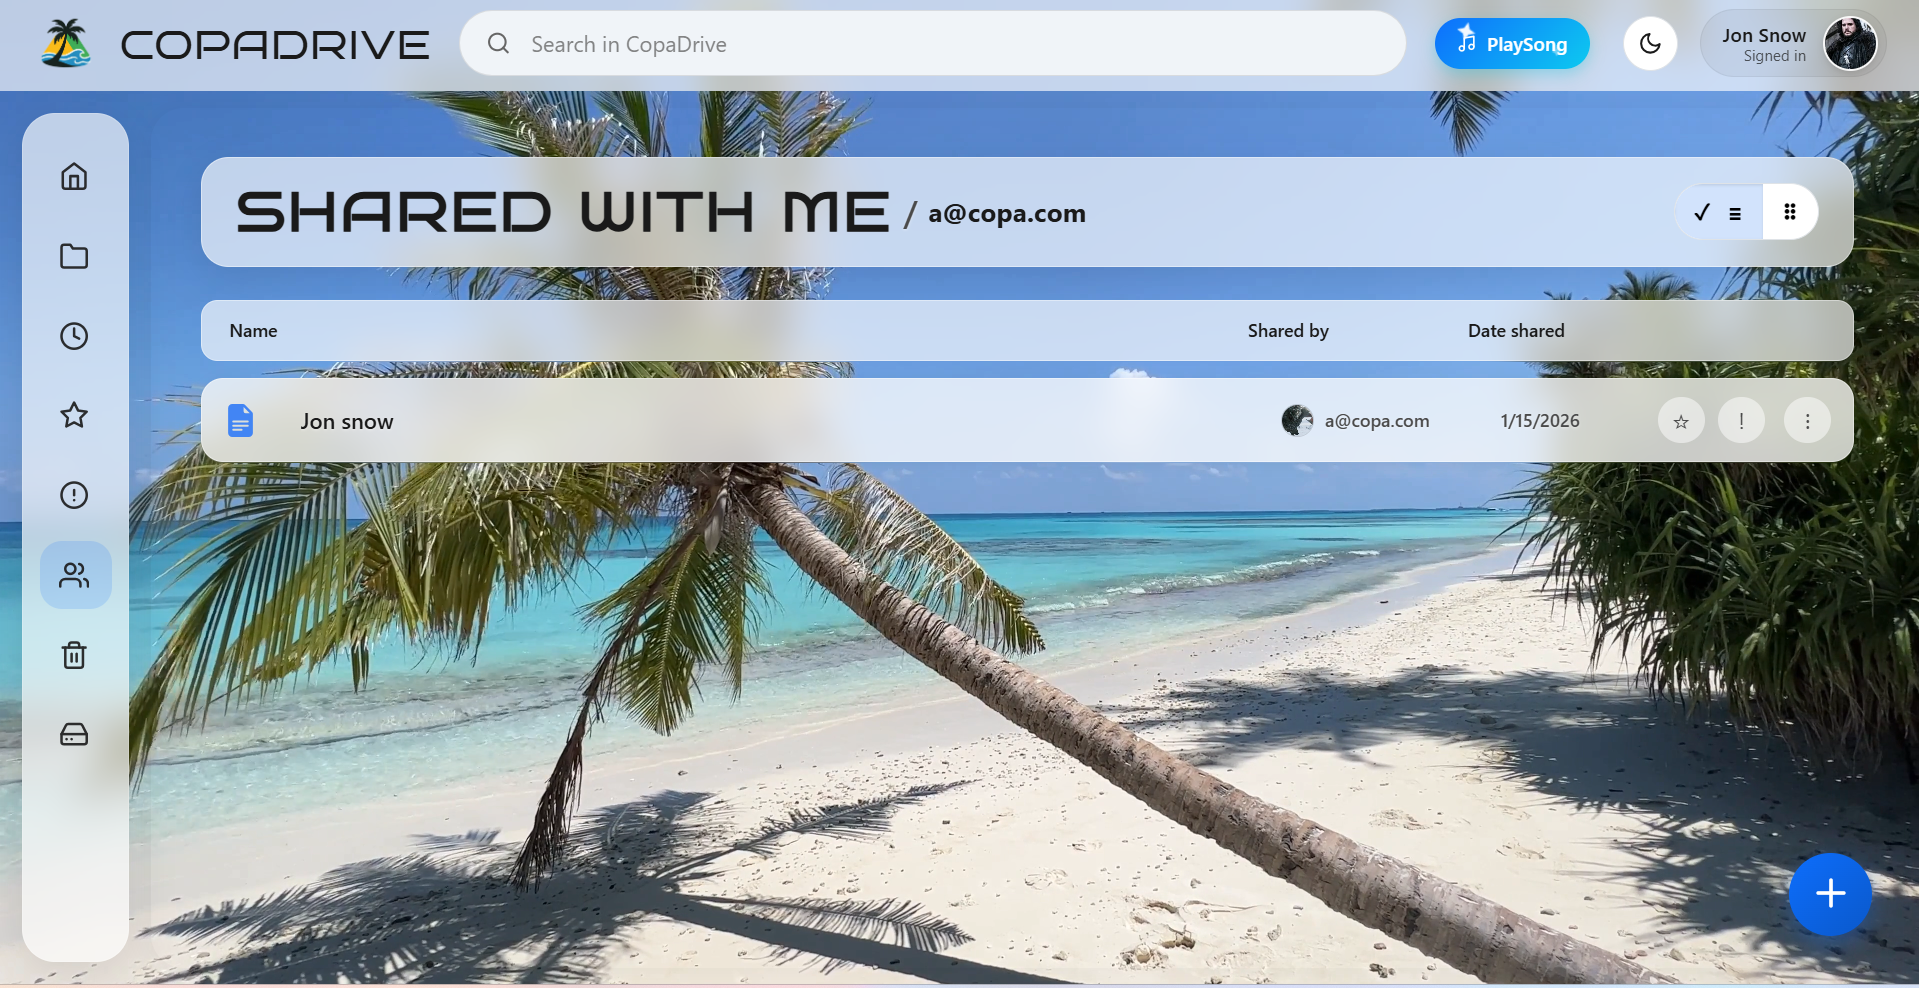 COPADRIVE
Search in CopaDrive
PlaySong
Jon Snow
Signed in
SHARED WITH ME / a@copa.com
Name Shared by Date shared
Jon snow a@copa.com 1/15/2026